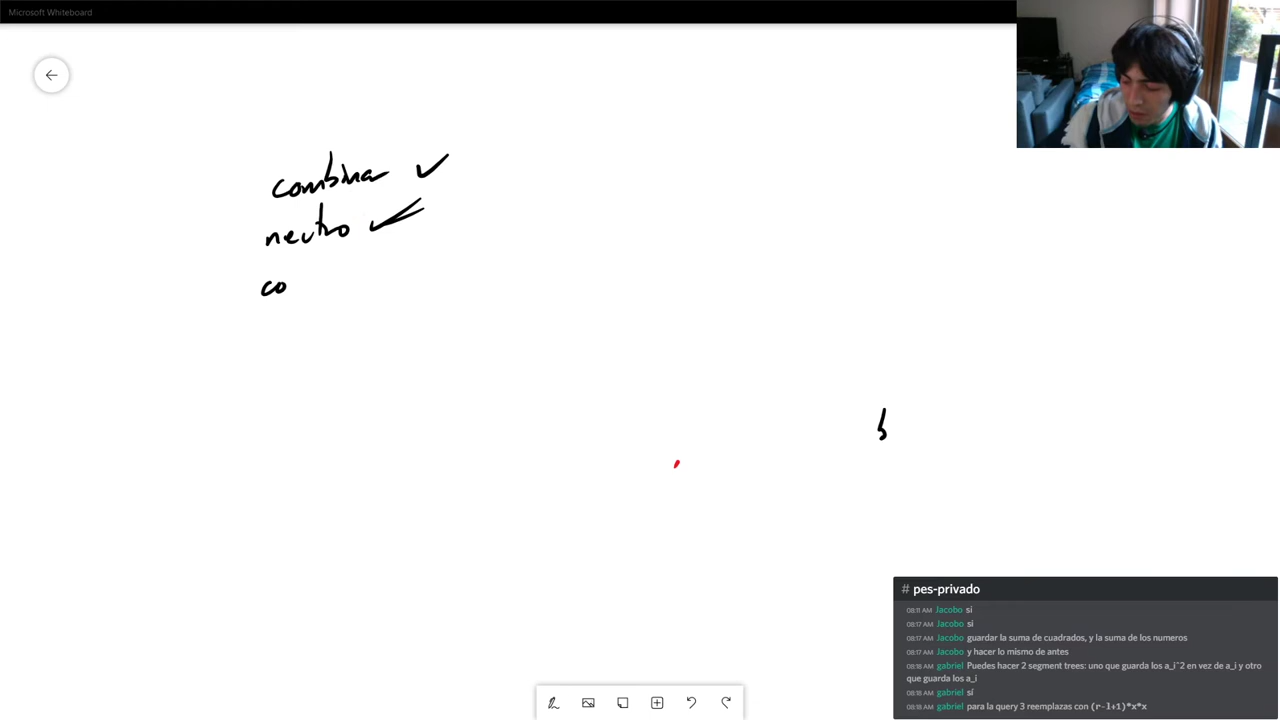 Microsoft Whiteboard
combinar ✓
neutro ✓
co
b
# pes-privado
08:11 AM Jacobo si
08:17 AM Jacobo si
08:17 AM Jacobo guardar la suma de cuadrados, y la suma de los numeros
08:17 AM Jacobo y hacer lo mismo de antes
08:18 AM gabriel Puedes hacer 2 segment trees: uno que guarda los a_i^2 en vez de a_i y otro
que guarda los a_i
08:18 AM gabriel sí
08:18 AM gabriel para la query 3 reemplazas con (r-l+1)*x*x